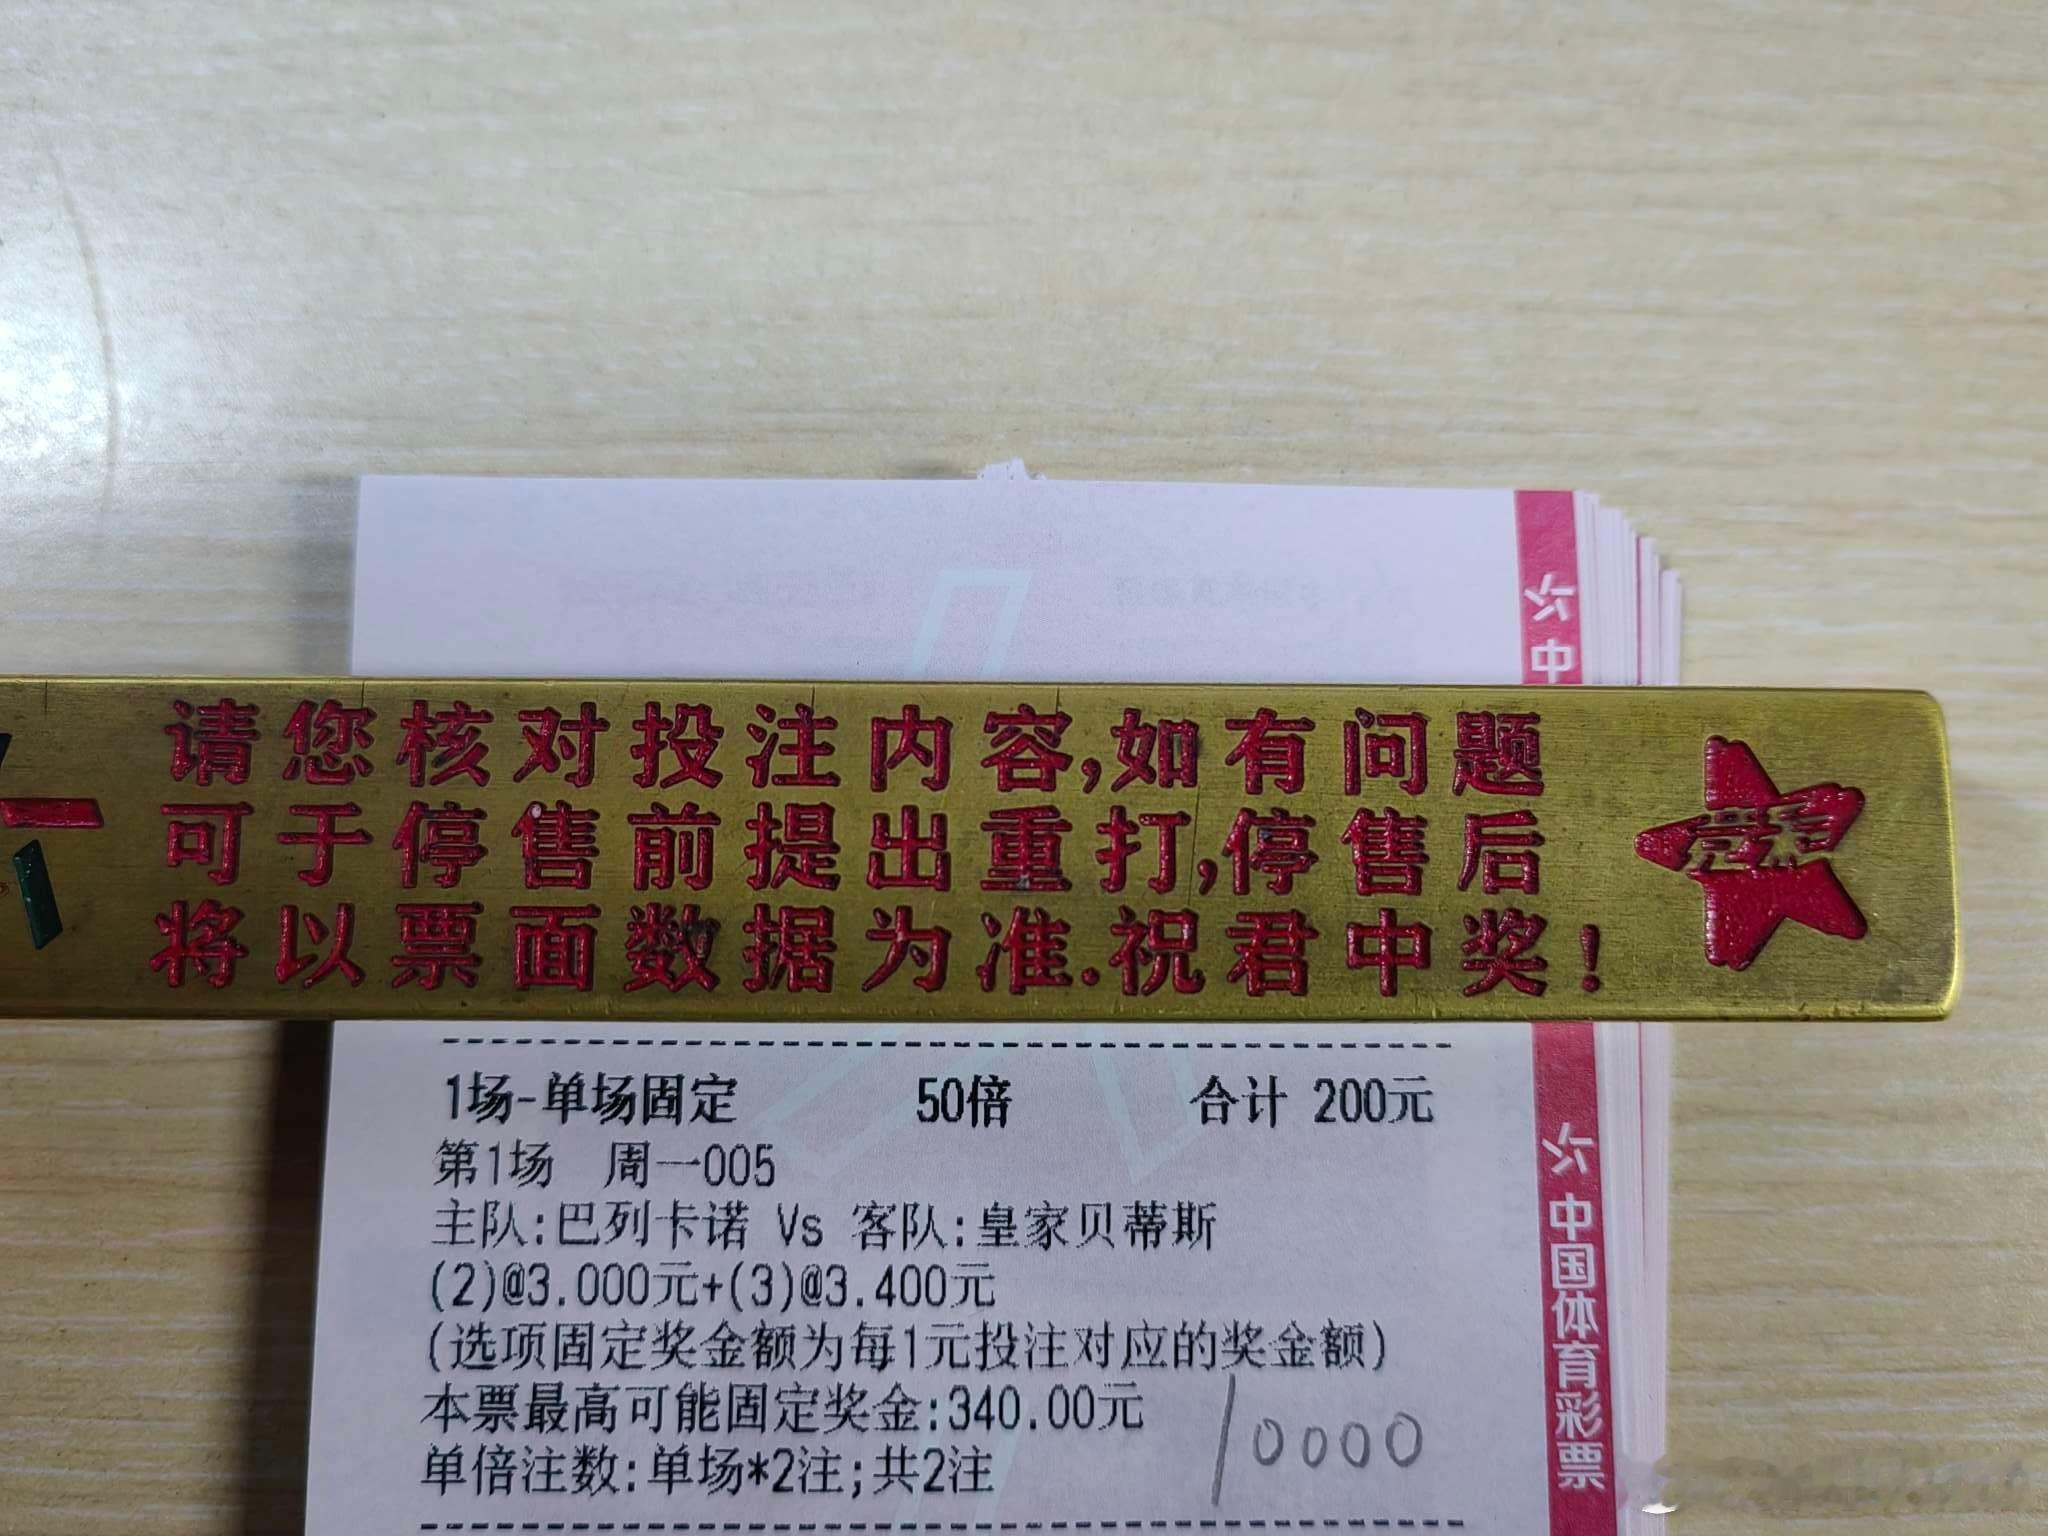 中
请您核对投注内容,如有问题
可于停售前提出重打,停售后
将以票面数据为准.祝君中奖!
1场-单场固定 50倍 合计 200元
第1场 周一005
主队:巴列卡诺 Vs 客队:皇家贝蒂斯
(2)@3.000元+(3)@3.400元
(选项固定奖金额为每1元投注对应的奖金额)
本票最高可能固定奖金:340.00元
10000
单倍注数:单场*2注;共2注
中国体育彩票